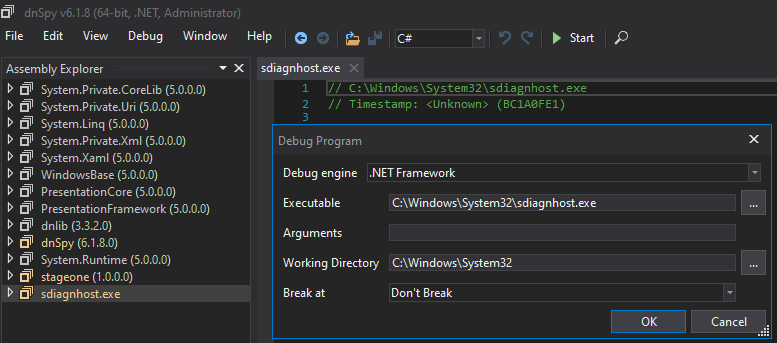 dnSpy v6.1.8 (64-bit, .NET, Administrator)
File View Edit Debug Window Help C# Start
Assembly Explorer
System.Private.CoreLib (5.0.0.0)
System.Private.Uri (5.0.0.0)
System.Linq (5.0.0.0)
System.Private.Xml (5.0.0.0)
System.Xaml (5.0.0.0)
WindowsBase (5.0.0.0)
PresentationCore (5.0.0.0)
PresentationFramework (5.0.0.0)
dnlib (3.3.2.0)
dnSpy (6.1.8.0)
System.Runtime (5.0.0.0)
stageone (1.0.0.0)
sdiagnhost.exe
sdiagnhost.exe
1 // C:\Windows\System32\sdiagnhost.exe
2 // Timestamp: <Unknown> (BC1A0FE1)
3
Debug Program
Debug engine .NET Framework
Executable C:\Windows\System32\sdiagnhost.exe ...
Arguments
Working Directory C:\Windows\System32 ...
Break at Don't Break
OK Cancel